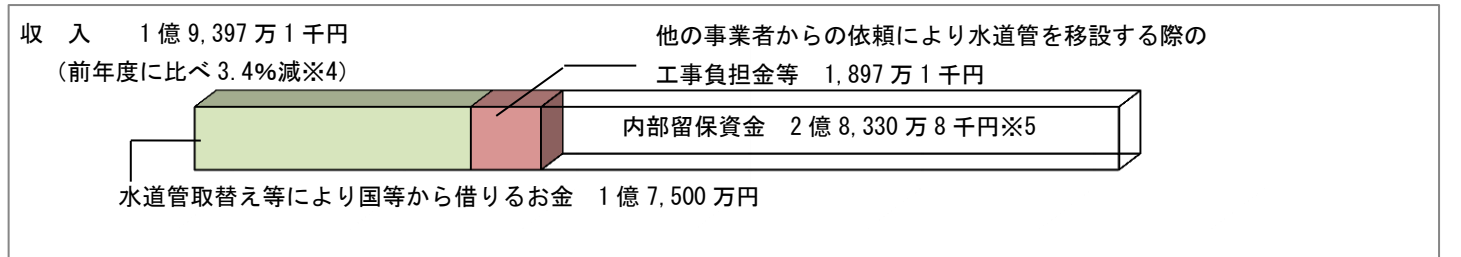 収　入　　1億9,397万1千円
（前年度に比べ3.4%減※4）
他の事業者からの依頼により水道管を移設する際の
工事負担金等　1,897万1千円
内部留保資金　2億8,330万8千円※5
水道管取替え等により国等から借りるお金　1億7,500万円